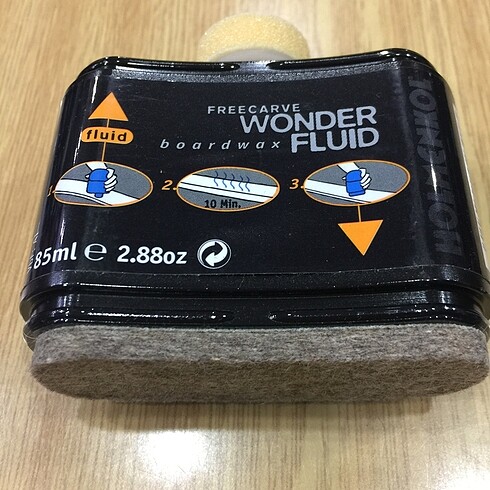 FREECARVE
WONDER
boardwax FLUID
fluid
1. 2. 3.
10 Min.
85ml e 2.88oz
HOLMENKOL